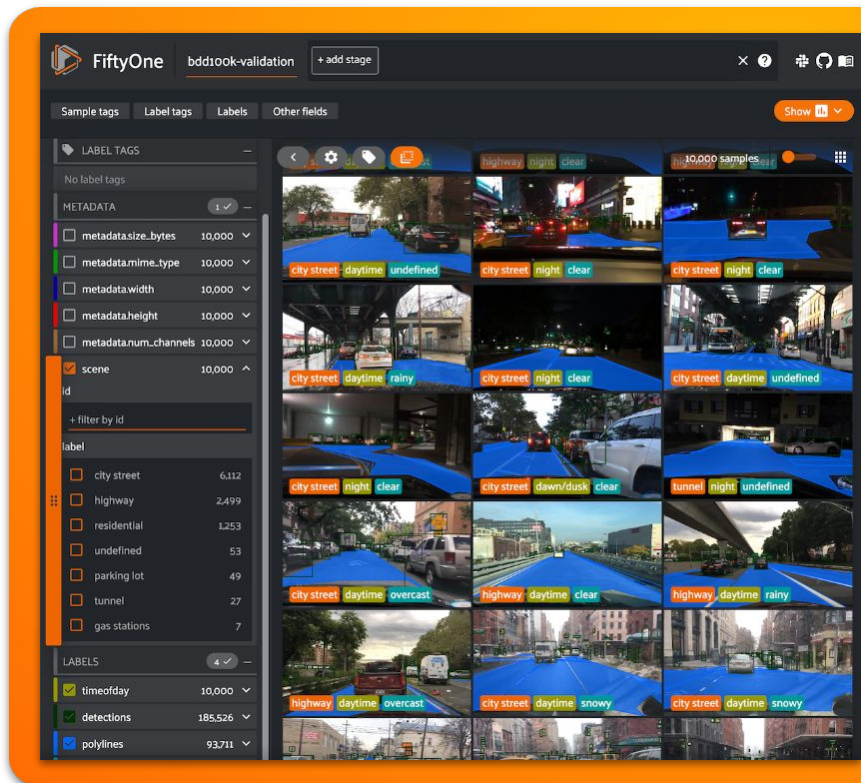 FiftyOne
bdd100k-validation
+ add stage
Sample tags
Label tags
Labels
Other fields
Show
LABEL TAGS
No label tags
METADATA
1
metadata.size_bytes 10,000
metadata.mime_type 10,000
metadata.width 10,000
metadata.height 10,000
metadata.num_channels 10,000
scene 10,000
id
+ filter by id
label
city street 6,112
highway 2,499
residential 1,253
undefined 53
parking lot 49
tunnel 27
gas stations 7
LABELS
4
timeofday 10,000
detections 185,526
polylines 93,711
highway night clear
10,000 samples
city street daytime undefined
city street night clear
city street night clear
city street daytime rainy
city street night clear
city street daytime undefined
city street night clear
city street dawn/dusk clear
tunnel night undefined
city street daytime overcast
highway daytime clear
highway daytime rainy
highway daytime overcast
city street daytime snowy
city street daytime snowy